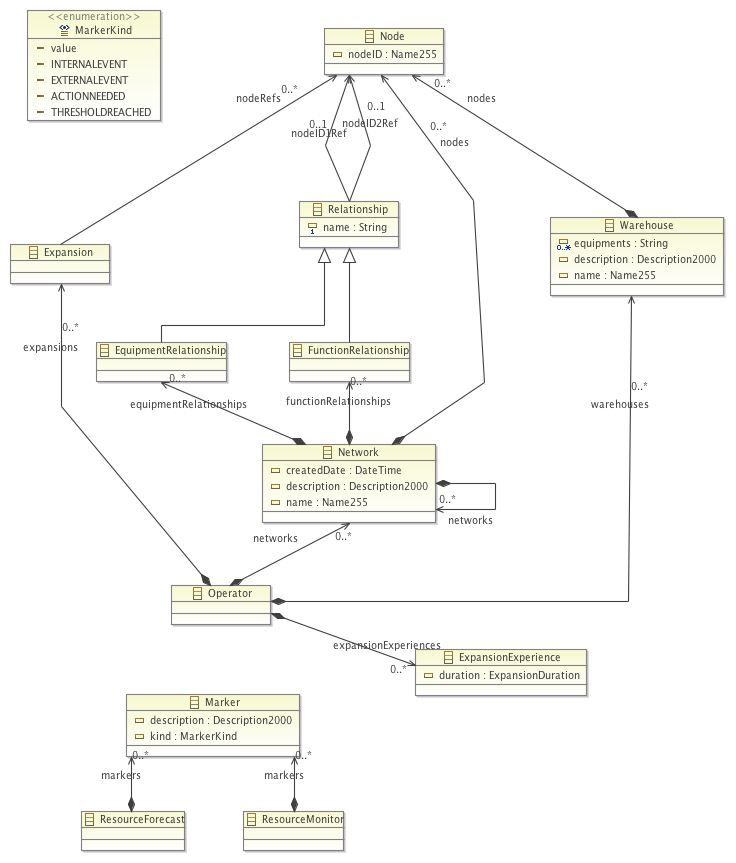 <<enumeration>>
MarkerKind
value
INTERNALEVENT
EXTERNALEVENT
ACTIONNEEDED
THRESHOLDREACHED
Node
nodeID : Name255
0..*
nodeRefs
0..1
nodeID1Ref
0..1
nodeID2Ref
0..*
nodes
0..*
nodes
Relationship
name : String
1
Warehouse
equipments : String
0..*
description : Description2000
name : Name255
Expansion
0..*
expansions
EquipmentRelationship
0..*
equipmentRelationships
FunctionRelationship
0..*
functionRelationships
0..*
warehouses
Network
createdDate : DateTime
description : Description2000
name : Name255
0..*
networks
networks
0..*
Operator
expansionExperiences
0..*
ExpansionExperience
duration : ExpansionDuration
Marker
description : Description2000
kind : MarkerKind
0..*
markers
0..*
markers
ResourceForecast
ResourceMonitor